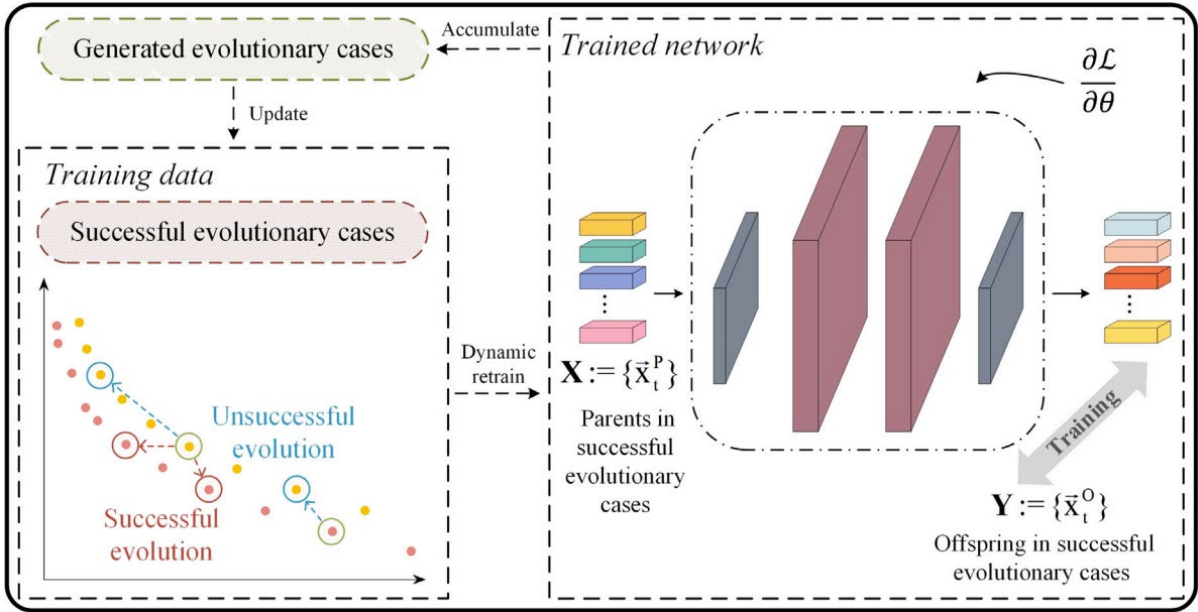 Generated evolutionary cases
Accumulate
Update
Training data
Successful evolutionary cases
Unsuccessful
evolution
Successful
evolution
Dynamic
retrain
Trained network
∂ℒ
∂θ
⋮
⋮
X := {x⃗ₜᴾ}
Parents in
successful
evolutionary
cases
Training
Y := {x⃗ₜᴼ}
Offspring in successful
evolutionary cases